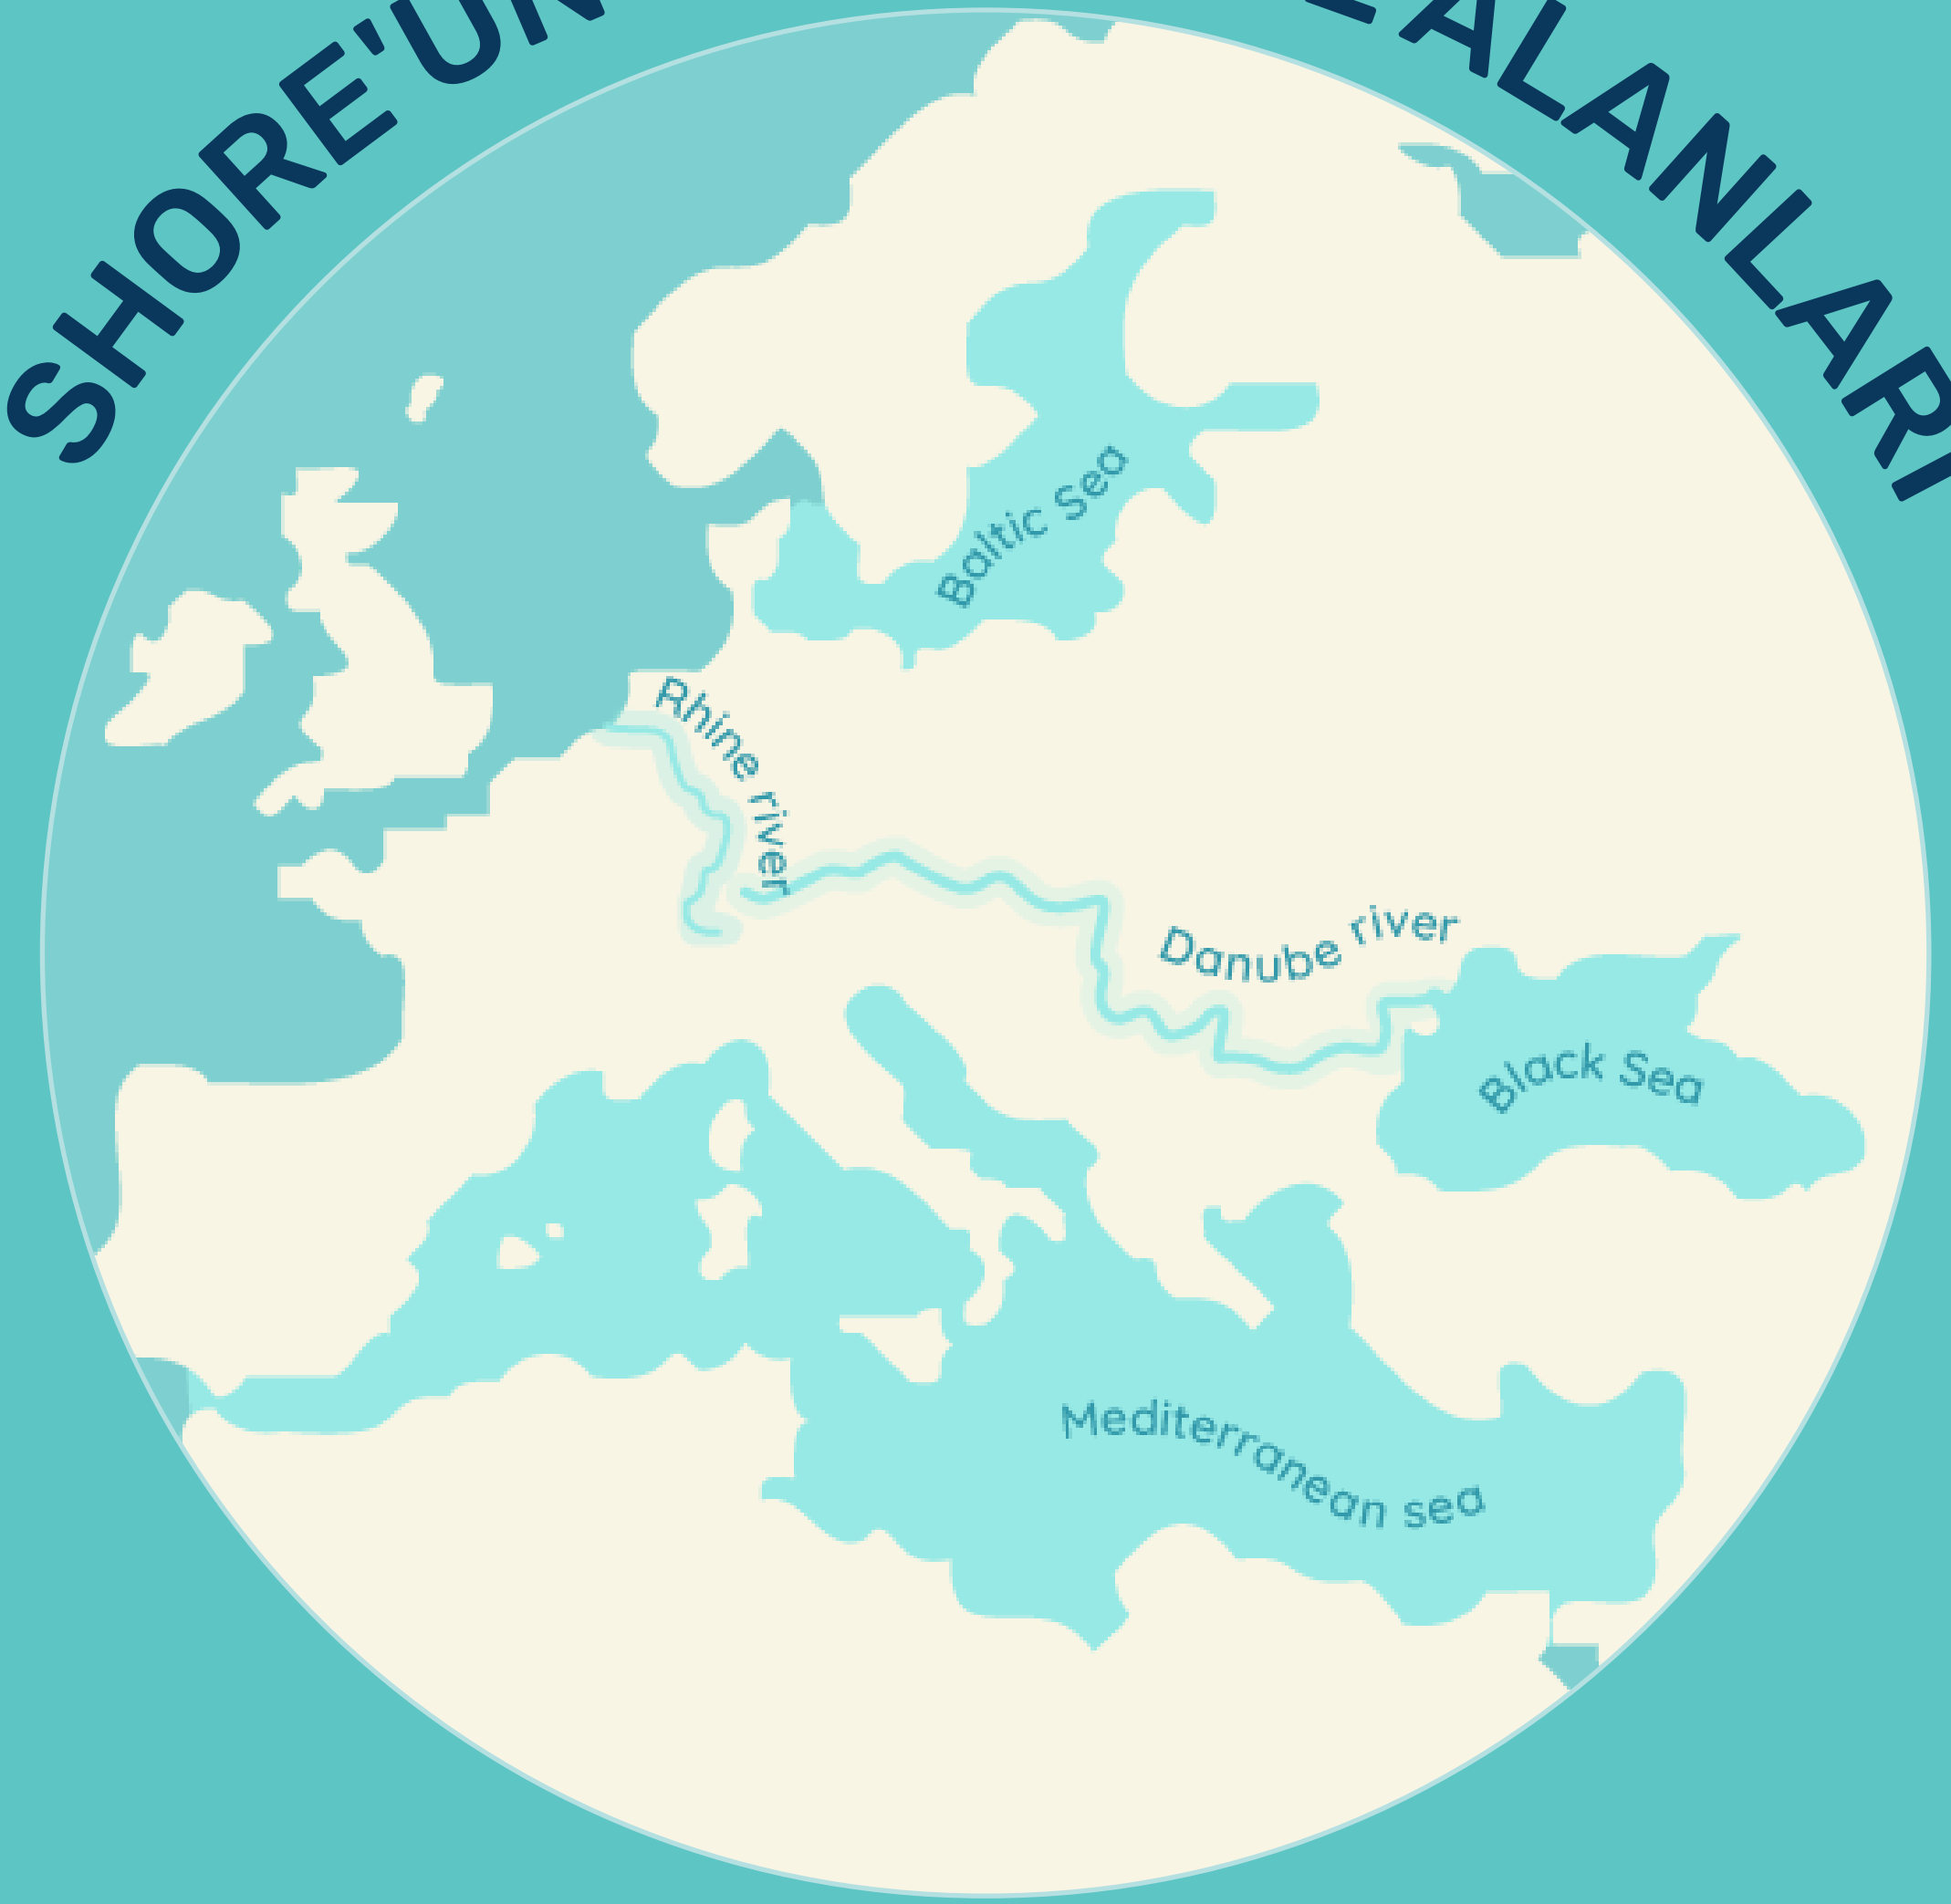 SHORE'UN
ALANLARI
Baltic Sea
Rhine river
Danube river
Black Sea
Mediterranean sea